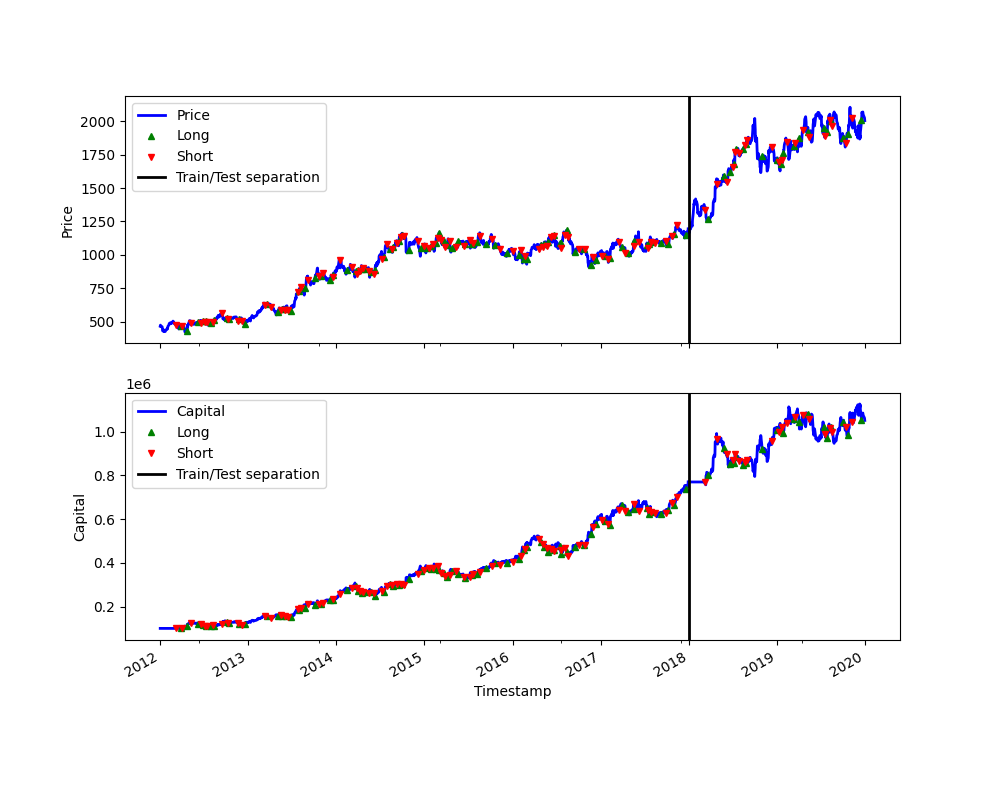 Price
Long
Short
Train/Test separation
2000
1750
1500
1250
1000
750
500
Price
1e6
Capital
Long
Short
Train/Test separation
1.0
0.8
0.6
0.4
0.2
Capital
2012 2013 2014 2015 2016 2017 2018 2019 2020
Timestamp